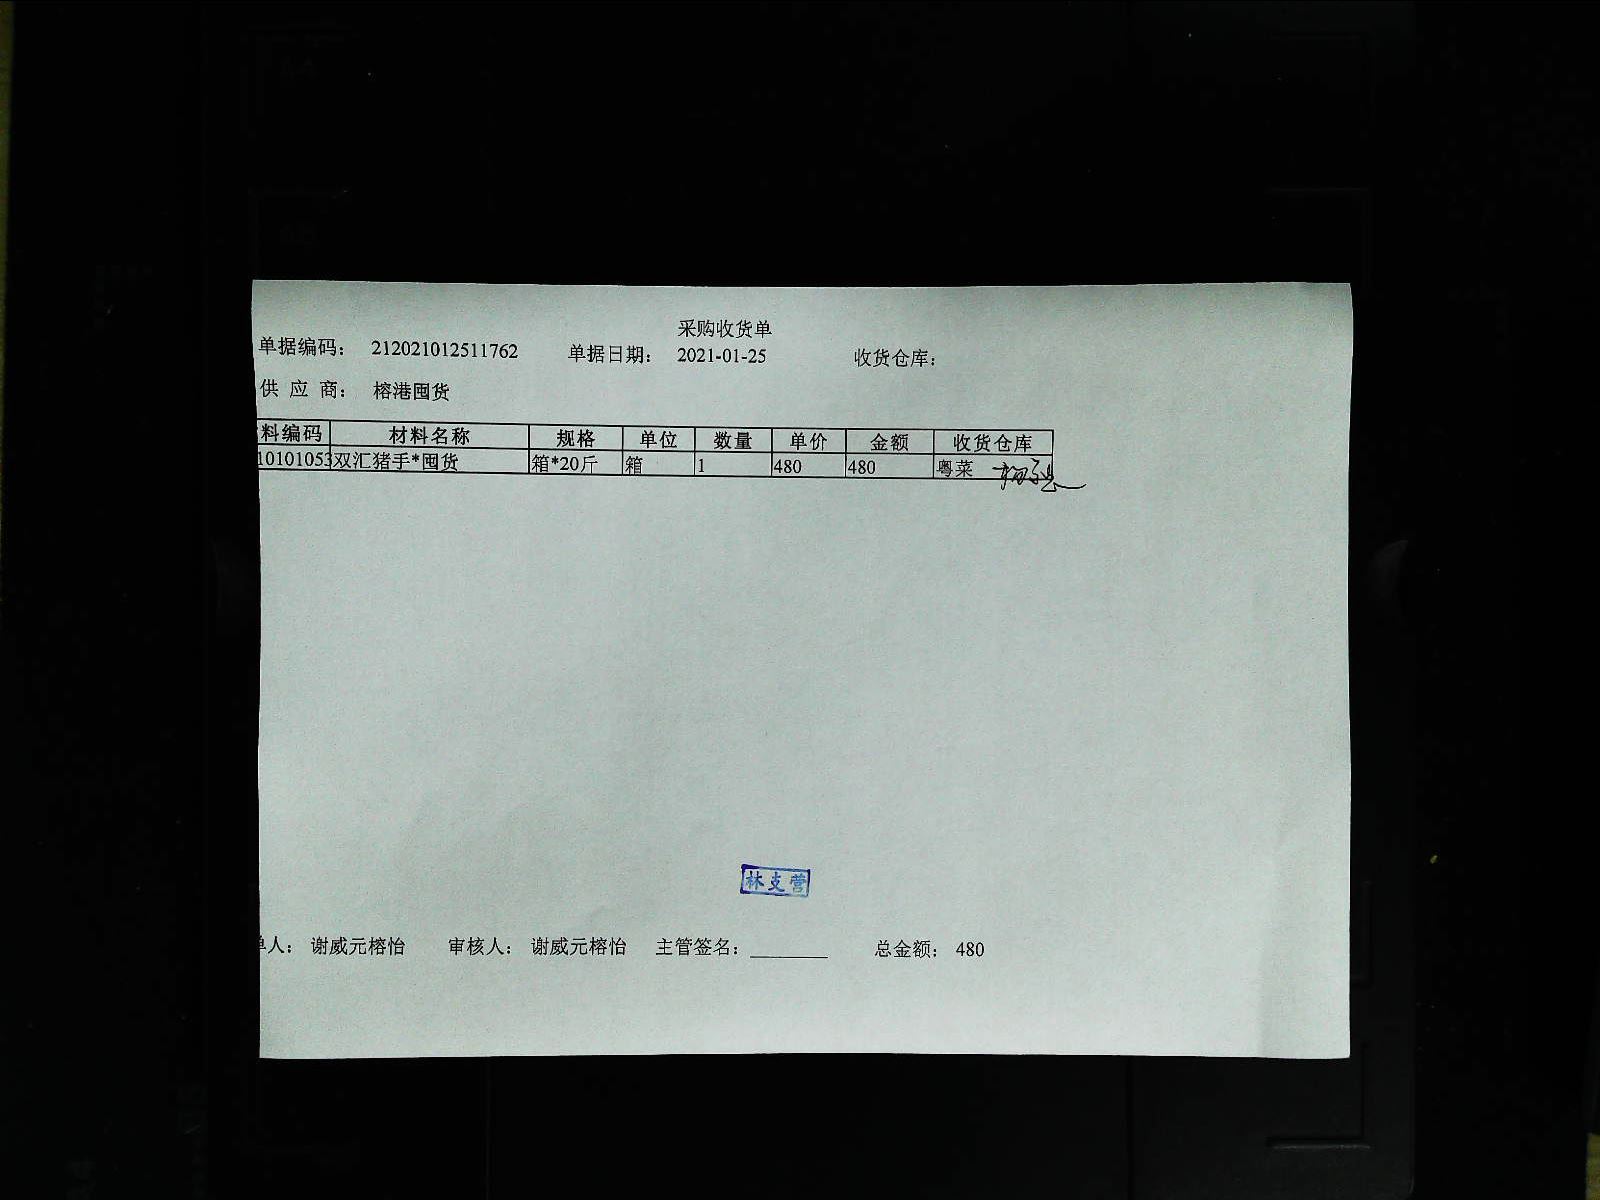 采购收货单
单据编码： 212021012511762 单据日期： 2021-01-25 收货仓库：
供 应 商： 榕港囤货
料编码 材料名称 规格 单位 数量 单价 金额 收货仓库
10101053 双汇猪手*囤货 箱*20斤 箱 1 480 480 粤菜
林支营
人： 谢威元榕怡 审核人： 谢威元榕怡 主管签名： ________ 总金额： 480